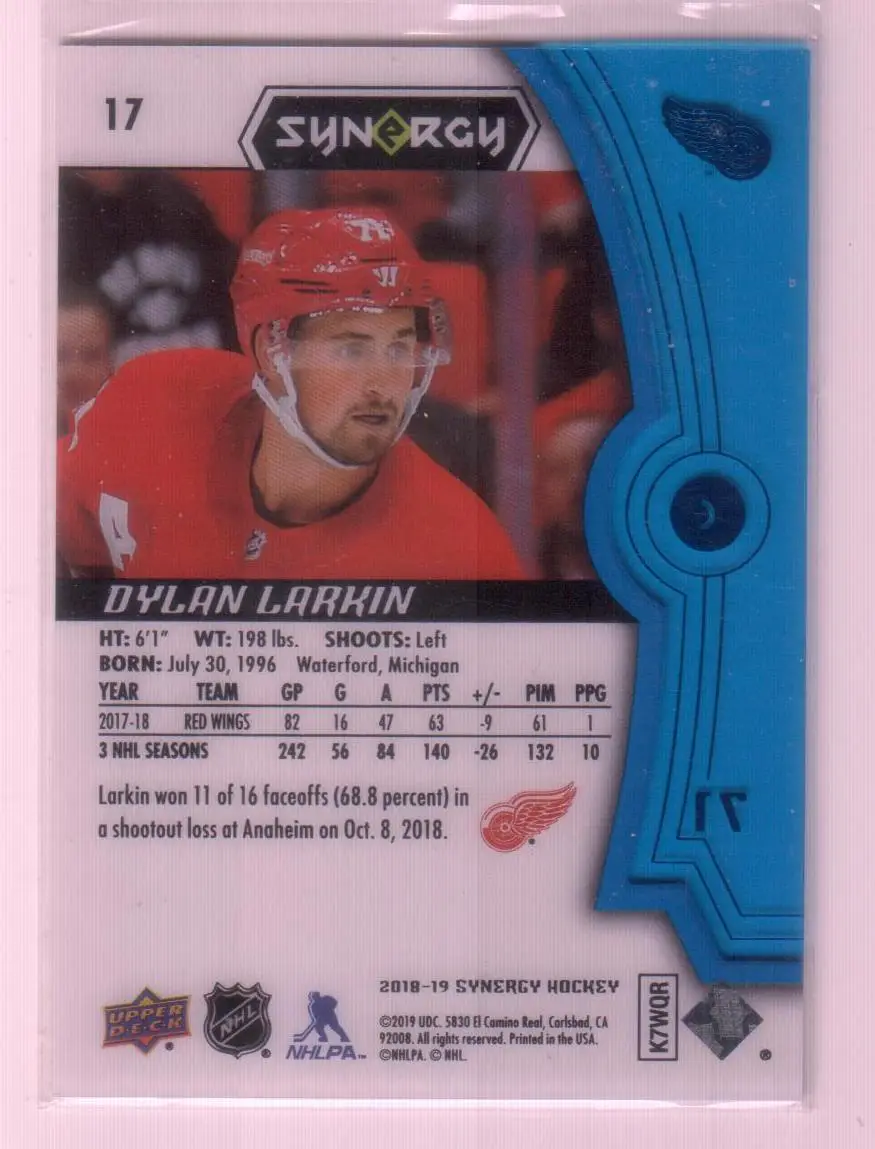 17
SYNERGY
DYLAN LARKIN
HT: 6'1" WT: 198 lbs. SHOOTS: Left
BORN: July 30, 1996 Waterford, Michigan
YEAR TEAM GP G A PTS +/- PIM PPG
2017-18 RED WINGS 82 16 47 63 -9 61 1
3 NHL SEASONS 242 56 84 140 -26 132 10
Larkin won 11 of 16 faceoffs (68.8 percent) in
a shootout loss at Anaheim on Oct. 8, 2018.
71
UPPER
DECK
NHL
NHLPA
2018-19 SYNERGY HOCKEY
©2019 UDC. 5830 El Camino Real, Carlsbad, CA
92008. All rights reserved. Printed in the USA.
©NHLPA. © NHL.
K7WQR